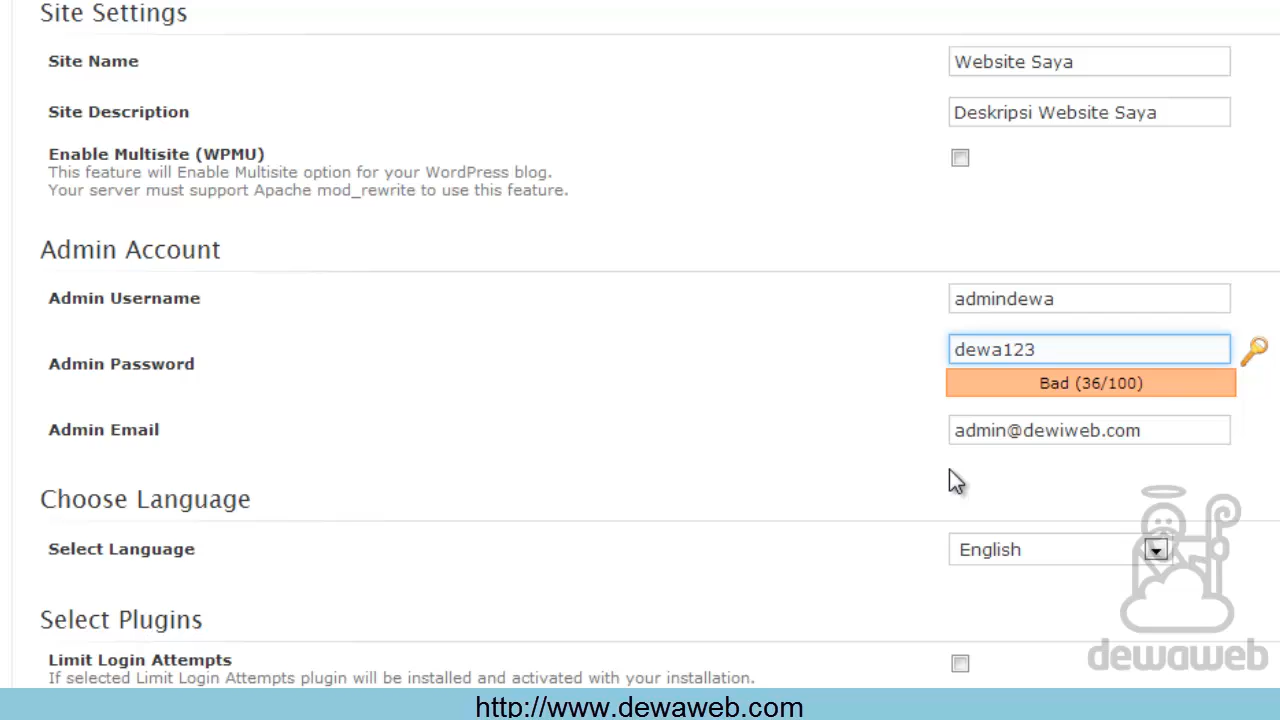 Site Settings
Site Name
Website Saya
Site Description
Deskripsi Website Saya
Enable Multisite (WPMU)
This feature will Enable Multisite option for your WordPress blog.
Your server must support Apache mod_rewrite to use this feature.
Admin Account
Admin Username
admindewa
Admin Password
dewa123
Bad (36/100)
Admin Email
admin@dewiweb.com
Choose Language
Select Language
English
Select Plugins
Limit Login Attempts
If selected Limit Login Attempts plugin will be installed and activated with your installation.
dewaweb
http://www.dewaweb.com